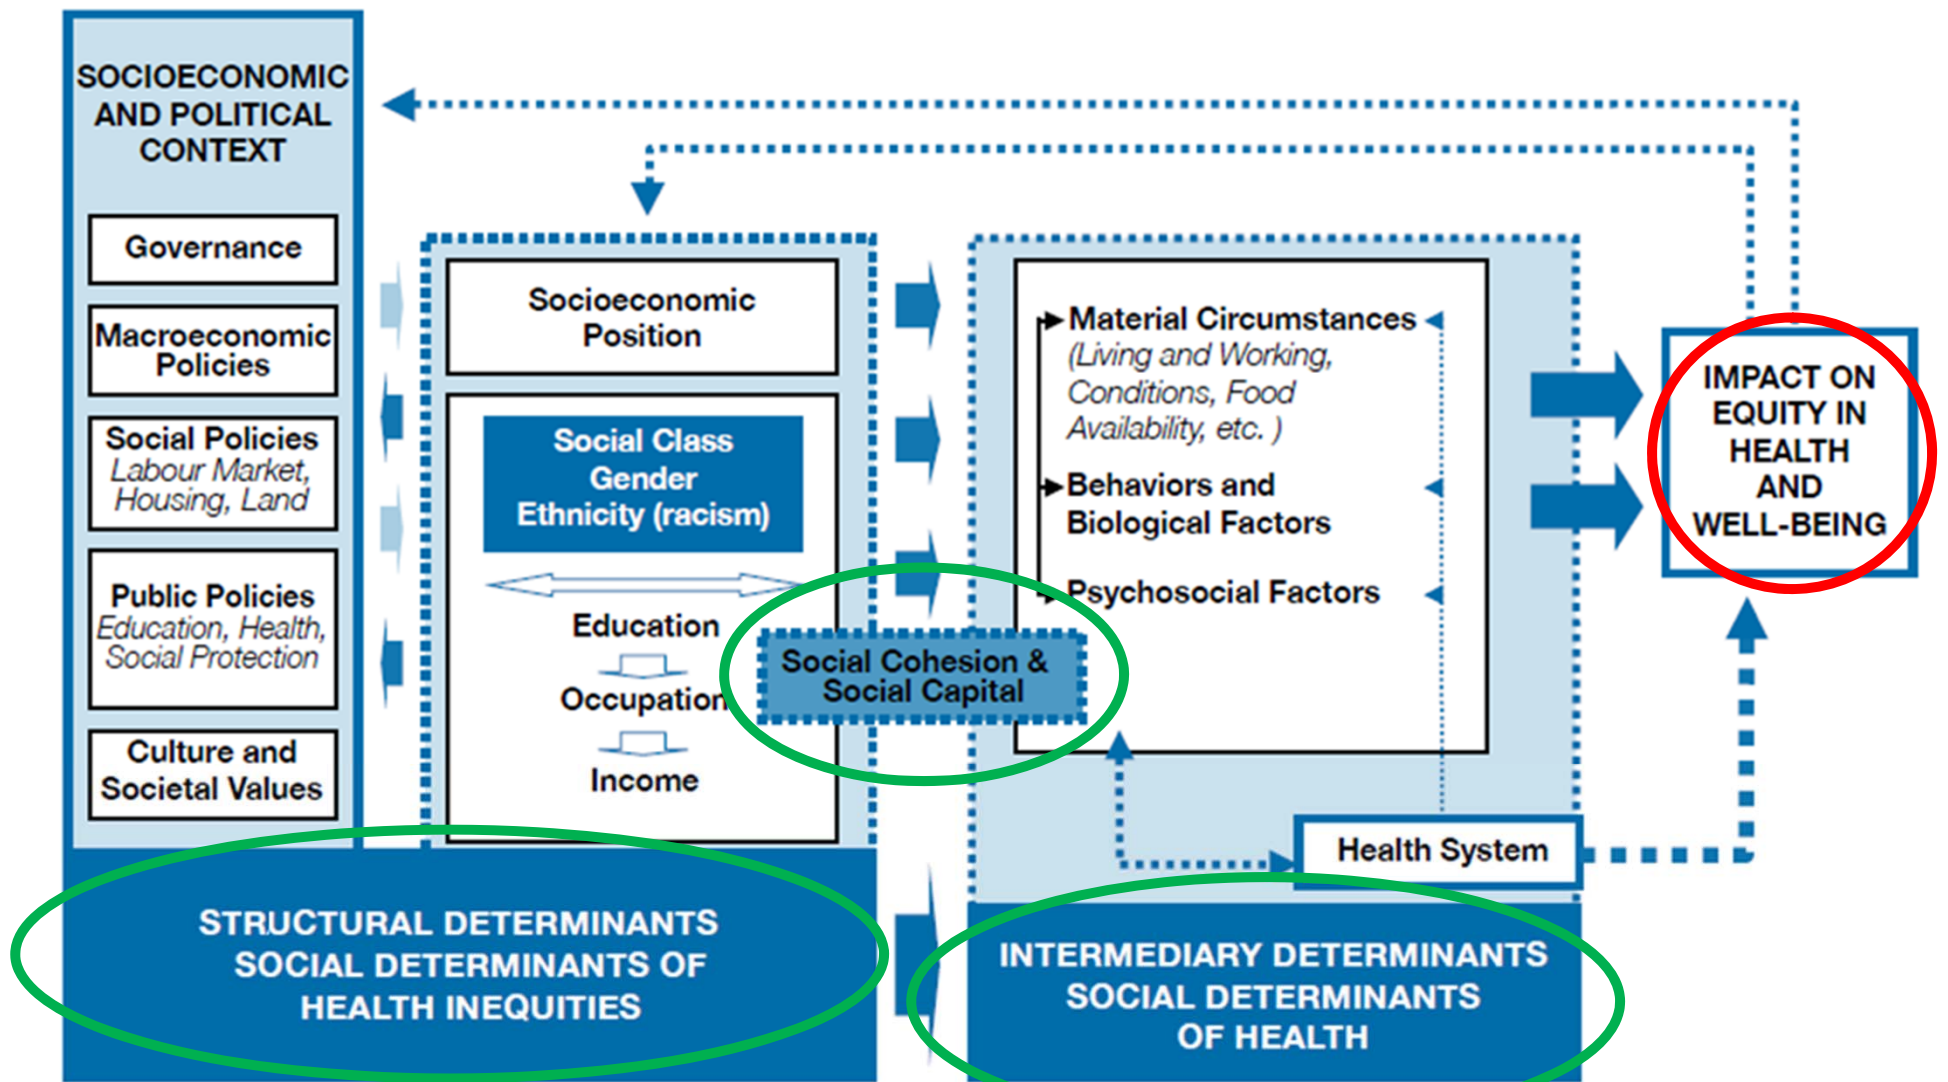 SOCIOECONOMIC
AND POLITICAL
CONTEXT
Governance
Macroeconomic
Policies
Social Policies
Labour Market,
Housing, Land
Public Policies
Education, Health,
Social Protection
Culture and
Societal Values
Socioeconomic
Position
Social Class
Gender
Ethnicity (racism)
Education
Occupation
Income
Social Cohesion &
Social Capital
Material Circumstances
(Living and Working,
Conditions, Food
Availability, etc. )
Behaviors and
Biological Factors
Psychosocial Factors
Health System
IMPACT ON
EQUITY IN
HEALTH
AND
WELL-BEING
STRUCTURAL DETERMINANTS
SOCIAL DETERMINANTS OF
HEALTH INEQUITIES
INTERMEDIARY DETERMINANTS
SOCIAL DETERMINANTS
OF HEALTH